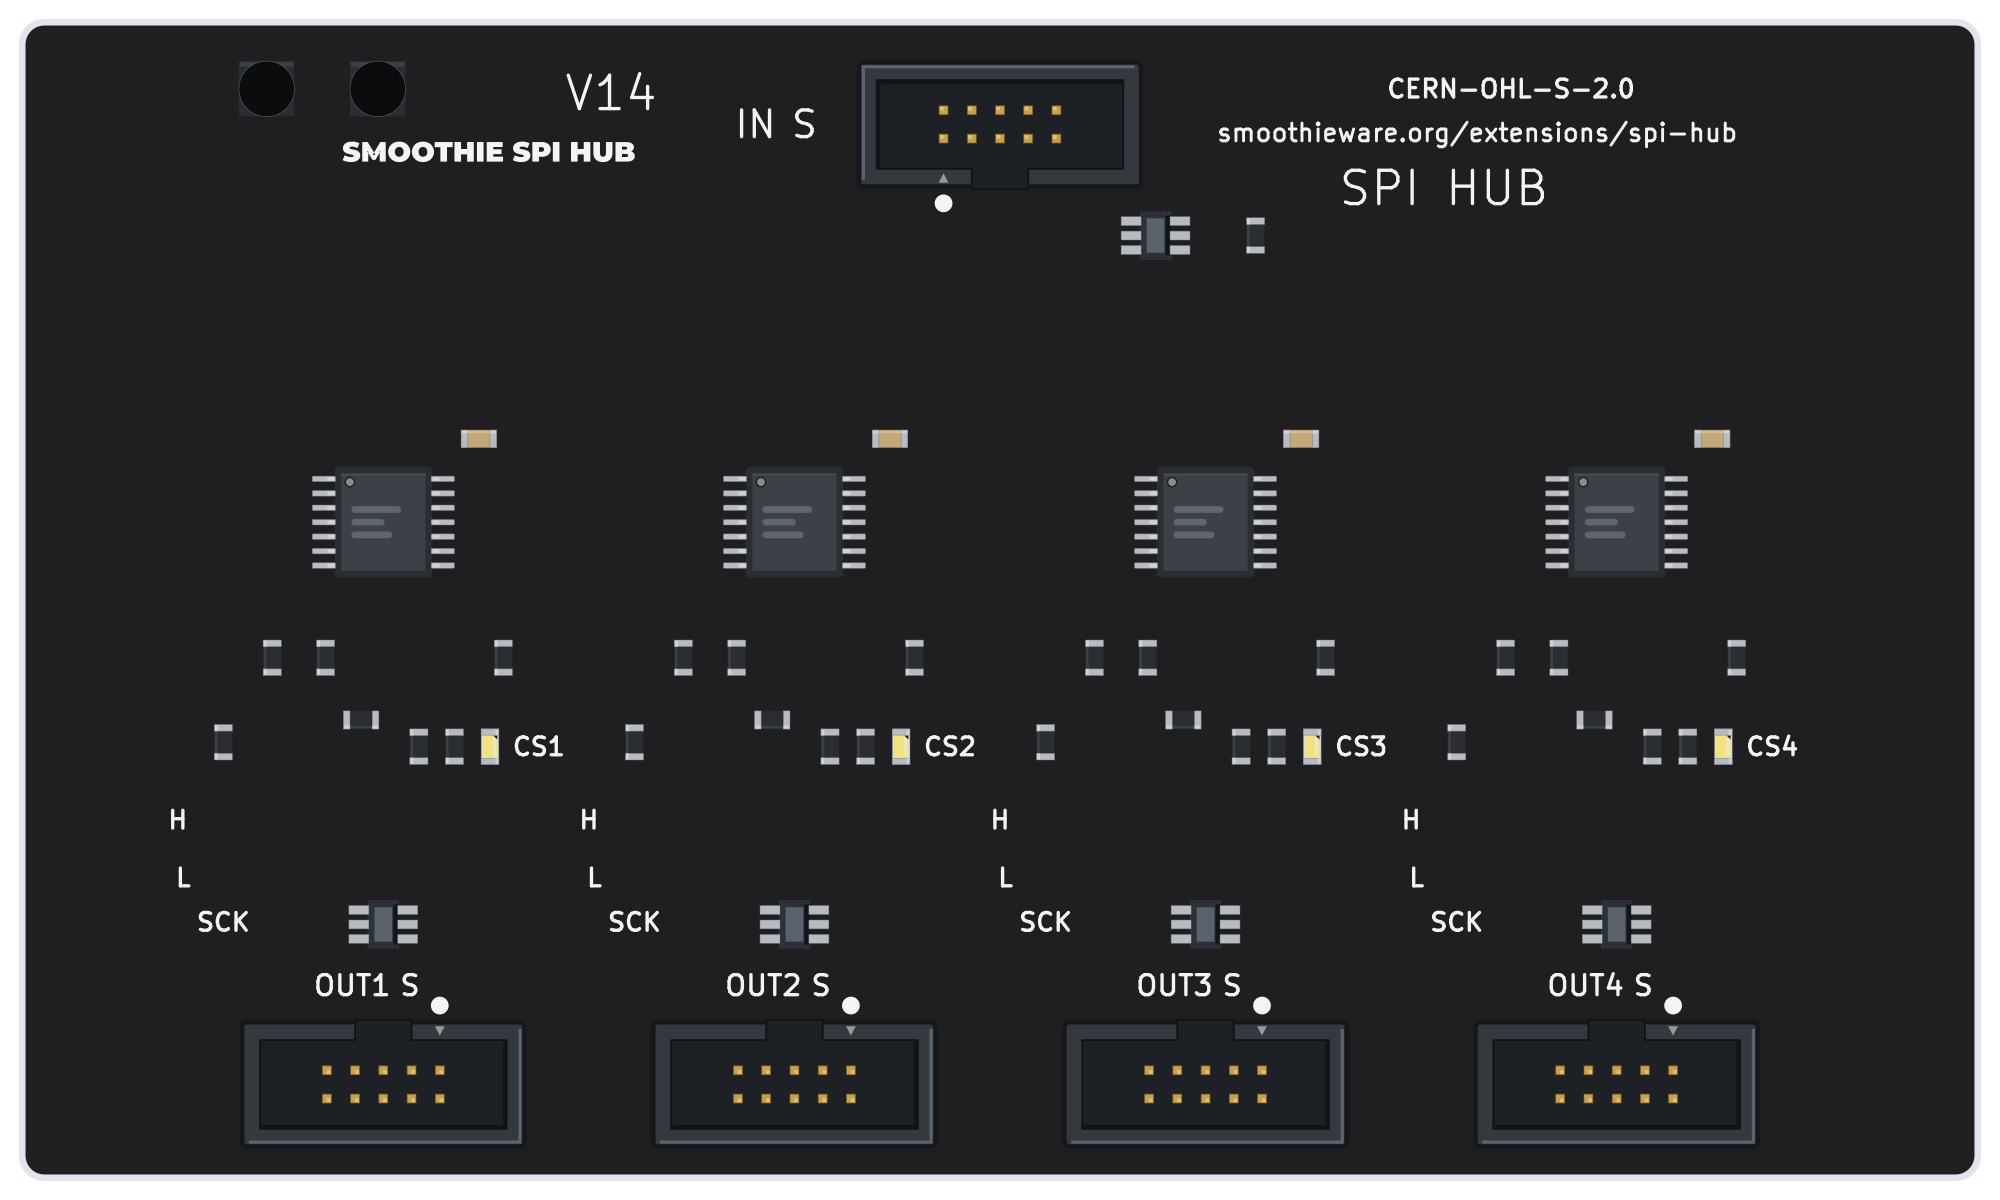 V14
SMOOTHIE SPI HUB
IN S
CERN-OHL-S-2.0
smoothieware.org/extensions/spi-hub
SPI HUB
CS1
CS2
CS3
CS4
H
H
H
H
L
L
L
L
SCK
SCK
SCK
SCK
OUT1 S
OUT2 S
OUT3 S
OUT4 S